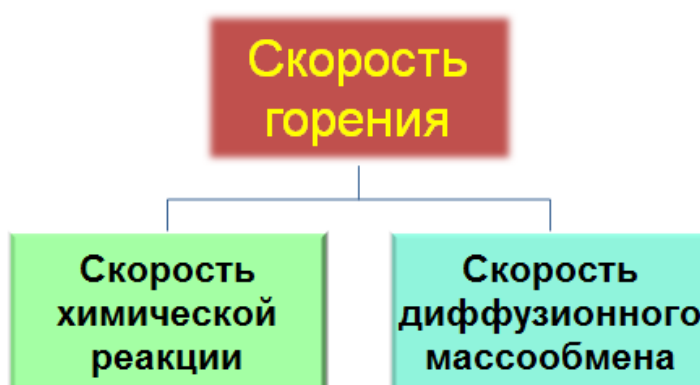 Скорость
горения
Скорость
химической
реакции
Скорость
диффузионного
массообмена